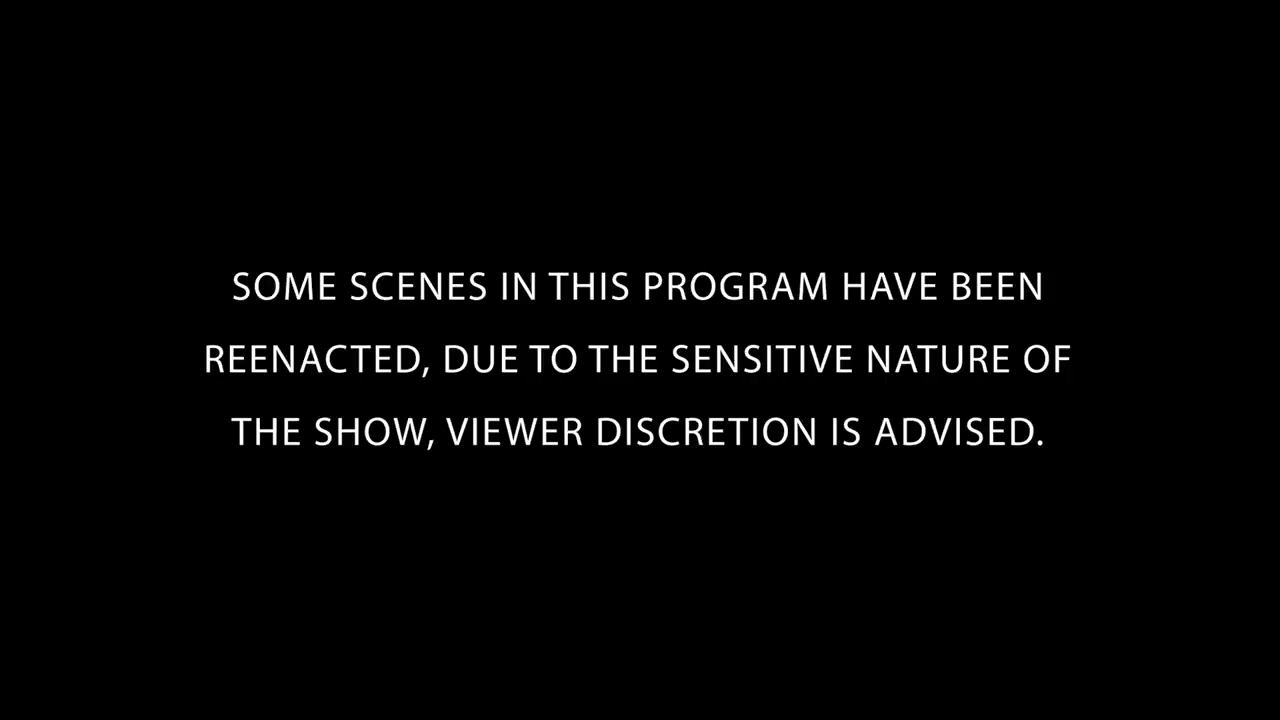 SOME SCENES IN THIS PROGRAM HAVE BEEN
REENACTED, DUE TO THE SENSITIVE NATURE OF
THE SHOW, VIEWER DISCRETION IS ADVISED.